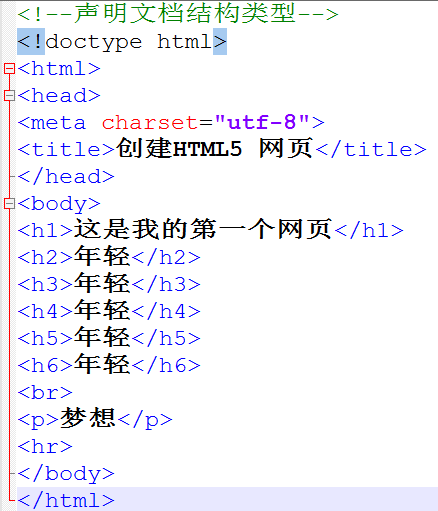 <!--声明文档结构类型-->
<!doctype html>
<html>
<head>
<meta charset="utf-8">
<title>创建HTML5 网页</title>
</head>
<body>
<h1>这是我的第一个网页</h1>
<h2>年轻</h2>
<h3>年轻</h3>
<h4>年轻</h4>
<h5>年轻</h5>
<h6>年轻</h6>
<br>
<p>梦想</p>
<hr>
</body>
</html>